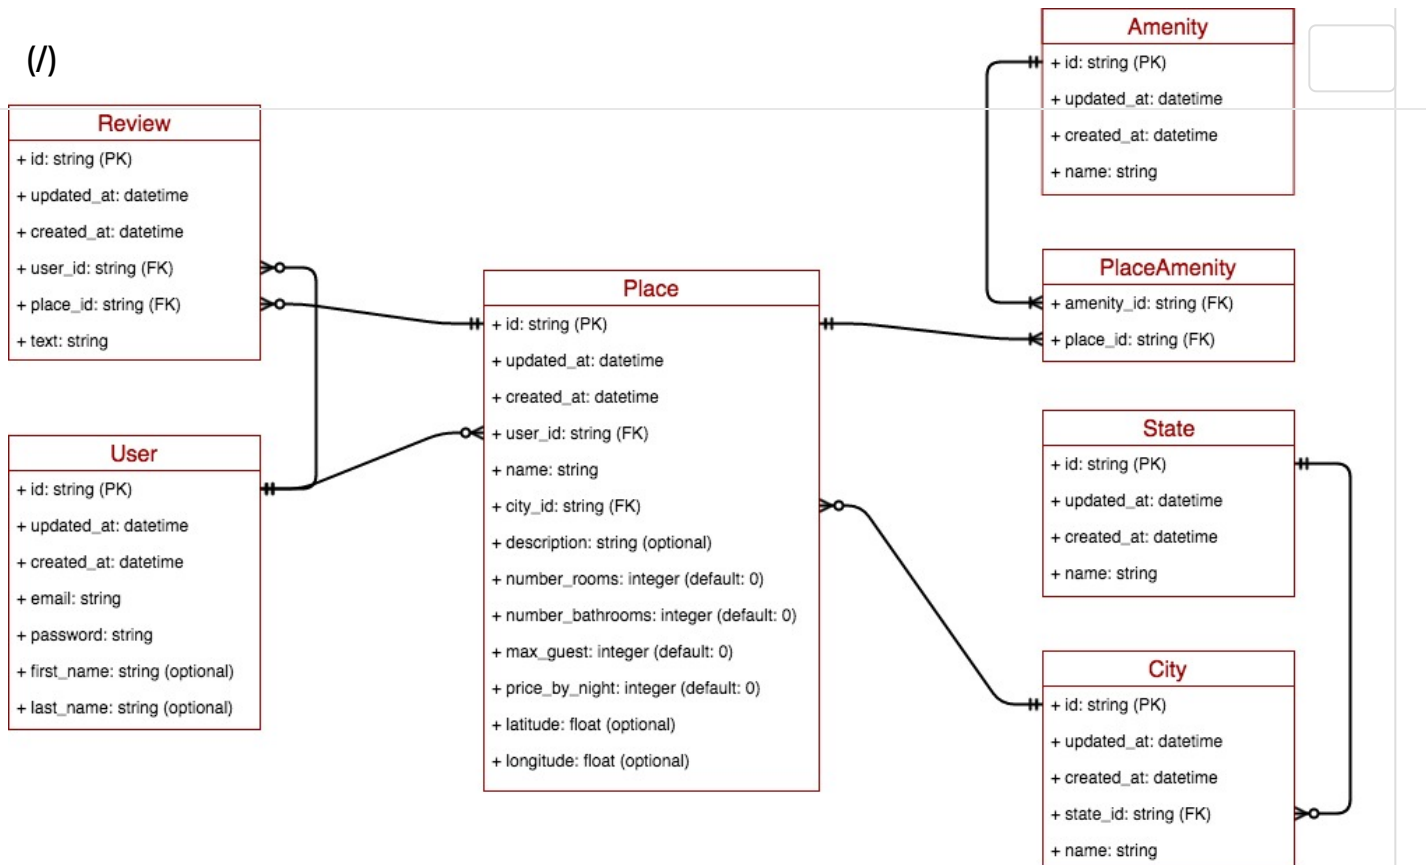 (/)
Review
+ id: string (PK)
+ updated_at: datetime
+ created_at: datetime
+ user_id: string (FK)
+ place_id: string (FK)
+ text: string
User
+ id: string (PK)
+ updated_at: datetime
+ created_at: datetime
+ email: string
+ password: string
+ first_name: string (optional)
+ last_name: string (optional)
Place
+ id: string (PK)
+ updated_at: datetime
+ created_at: datetime
+ user_id: string (FK)
+ name: string
+ city_id: string (FK)
+ description: string (optional)
+ number_rooms: integer (default: 0)
+ number_bathrooms: integer (default: 0)
+ max_guest: integer (default: 0)
+ price_by_night: integer (default: 0)
+ latitude: float (optional)
+ longitude: float (optional)
Amenity
+ id: string (PK)
+ updated_at: datetime
+ created_at: datetime
+ name: string
PlaceAmenity
+ amenity_id: string (FK)
+ place_id: string (FK)
State
+ id: string (PK)
+ updated_at: datetime
+ created_at: datetime
+ name: string
City
+ id: string (PK)
+ updated_at: datetime
+ created_at: datetime
+ state_id: string (FK)
+ name: string